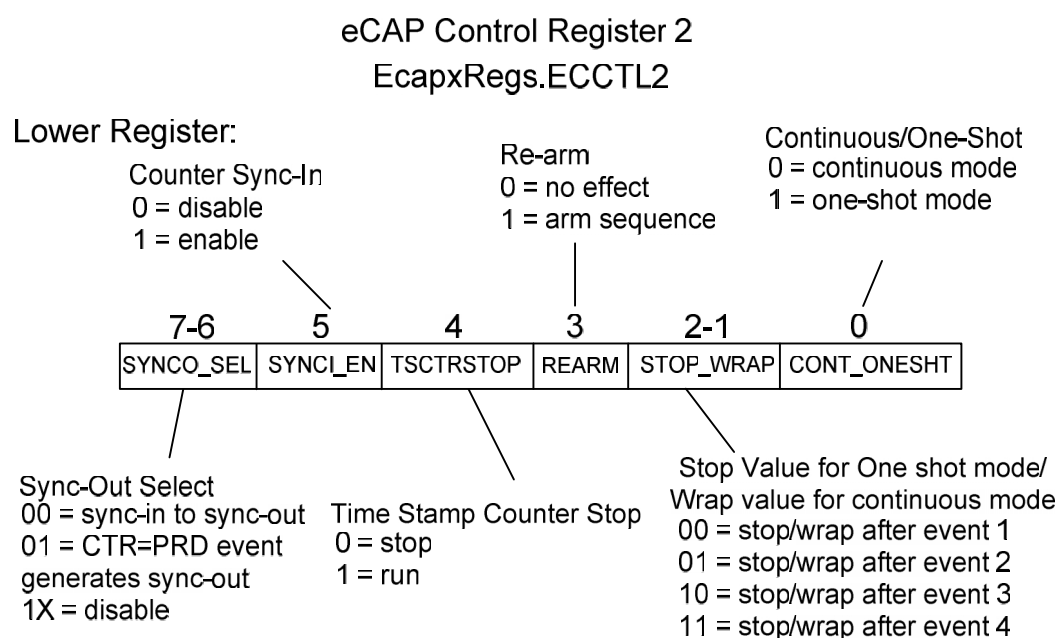 eCAP Control Register 2
EcapxRegs.ECCTL2
Lower Register:
Counter Sync-In
0 = disable
1 = enable
Re-arm
0 = no effect
1 = arm sequence
Continuous/One-Shot
0 = continuous mode
1 = one-shot mode
7-6 5 4 3 2-1 0
SYNCO_SEL SYNCI_EN TSCTRSTOP REARM STOP_WRAP CONT_ONESHT
Sync-Out Select
00 = sync-in to sync-out
01 = CTR=PRD event
generates sync-out
1X = disable
Time Stamp Counter Stop
0 = stop
1 = run
Stop Value for One shot mode/
Wrap value for continuous mode
00 = stop/wrap after event 1
01 = stop/wrap after event 2
10 = stop/wrap after event 3
11 = stop/wrap after event 4